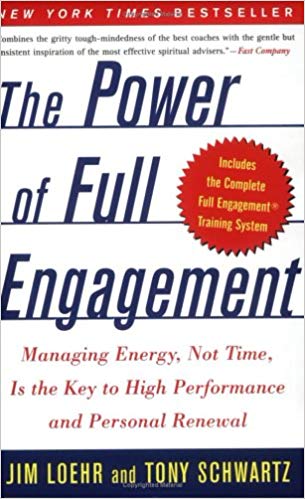 NEW YORK TIMES BESTSELLER
"Combines the gritty tough-mindedness of the best coaches with the gentle but
insistent inspiration of the most effective spiritual advisers."—Fast Company
The Power
of Full
Engagement
Includes
the Complete
Full Engagement®
Training System
Managing Energy, Not Time,
Is the Key to High Performance
and Personal Renewal
JIM LOEHR and TONY SCHWARTZ